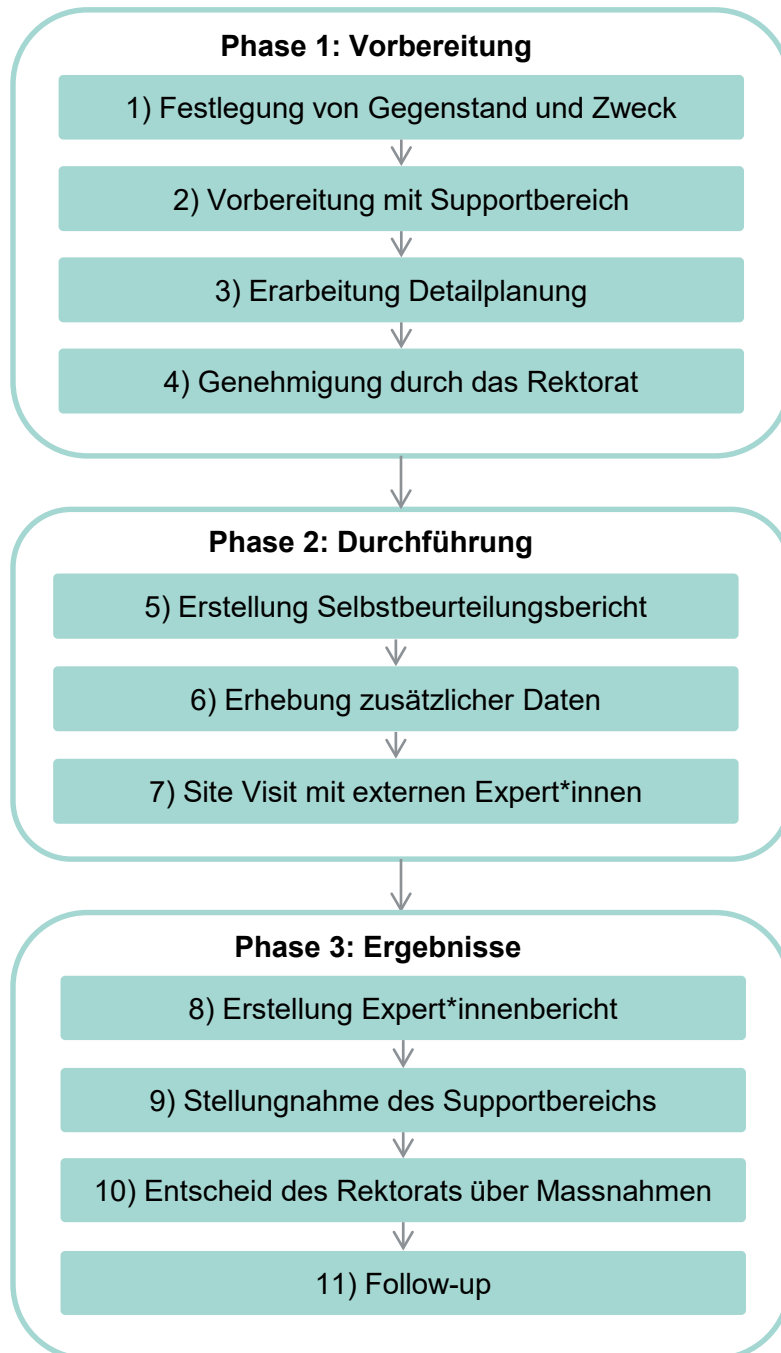 Phase 1: Vorbereitung
1) Festlegung von Gegenstand und Zweck
2) Vorbereitung mit Supportbereich
3) Erarbeitung Detailplanung
4) Genehmigung durch das Rektorat
Phase 2: Durchführung
5) Erstellung Selbstbeurteilungsbericht
6) Erhebung zusätzlicher Daten
7) Site Visit mit externen Expert*innen
Phase 3: Ergebnisse
8) Erstellung Expert*innenbericht
9) Stellungnahme des Supportbereichs
10) Entscheid des Rektorats über Massnahmen
11) Follow-up